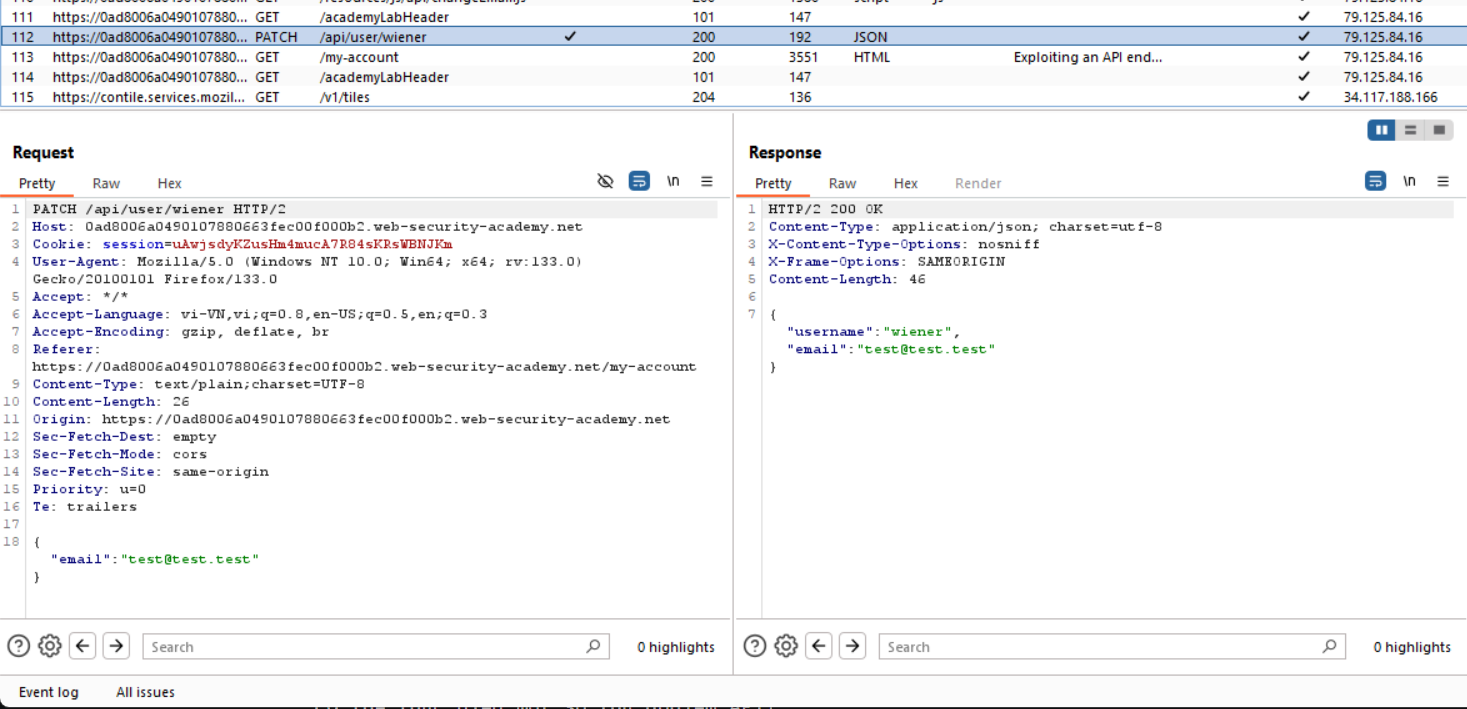 111 https://0ad8006a0490107880... GET /academyLabHeader 101 147 ✓ 79.125.84.16
112 https://0ad8006a0490107880... PATCH /api/user/wiener ✓ 200 192 JSON ✓ 79.125.84.16
113 https://0ad8006a0490107880... GET /my-account 200 3551 HTML Exploiting an API end... ✓ 79.125.84.16
114 https://0ad8006a0490107880... GET /academyLabHeader 101 147 ✓ 79.125.84.16
115 https://contile.services.mozil... GET /v1/tiles 204 136 ✓ 34.117.188.166
Request
Pretty Raw Hex
\n
1 PATCH /api/user/wiener HTTP/2
2 Host: 0ad8006a0490107880663fec00f000b2.web-security-academy.net
3 Cookie: session=uAwjsdyKZusHm4mucA7R84sKRsWBNJKm
4 User-Agent: Mozilla/5.0 (Windows NT 10.0; Win64; x64; rv:133.0)
Gecko/20100101 Firefox/133.0
5 Accept: */*
6 Accept-Language: vi-VN,vi;q=0.8,en-US;q=0.5,en;q=0.3
7 Accept-Encoding: gzip, deflate, br
8 Referer:
https://0ad8006a0490107880663fec00f000b2.web-security-academy.net/my-account
9 Content-Type: text/plain;charset=UTF-8
10 Content-Length: 26
11 Origin: https://0ad8006a0490107880663fec00f000b2.web-security-academy.net
12 Sec-Fetch-Dest: empty
13 Sec-Fetch-Mode: cors
14 Sec-Fetch-Site: same-origin
15 Priority: u=0
16 Te: trailers
17
18 {
"email":"test@test.test"
}
Search
0 highlights
Response
Pretty Raw Hex Render
\n
1 HTTP/2 200 OK
2 Content-Type: application/json; charset=utf-8
3 X-Content-Type-Options: nosniff
4 X-Frame-Options: SAMEORIGIN
5 Content-Length: 46
6
7 {
"username":"wiener",
"email":"test@test.test"
}
Search
0 highlights
Event log All issues